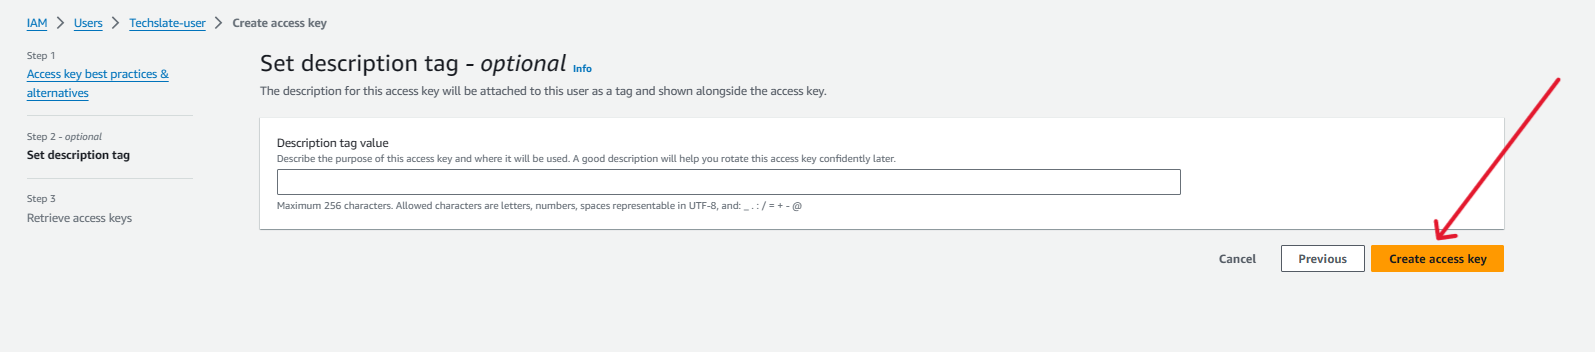 IAM > Users > Techslate-user > Create access key
Step 1
Access key best practices &
alternatives
Step 2 - optional
Set description tag
Step 3
Retrieve access keys
Set description tag - optional Info
The description for this access key will be attached to this user as a tag and shown alongside the access key.
Description tag value
Describe the purpose of this access key and where it will be used. A good description will help you rotate this access key confidently later.
Maximum 256 characters. Allowed characters are letters, numbers, spaces representable in UTF-8, and: _ . : / = + - @
Cancel Previous Create access key